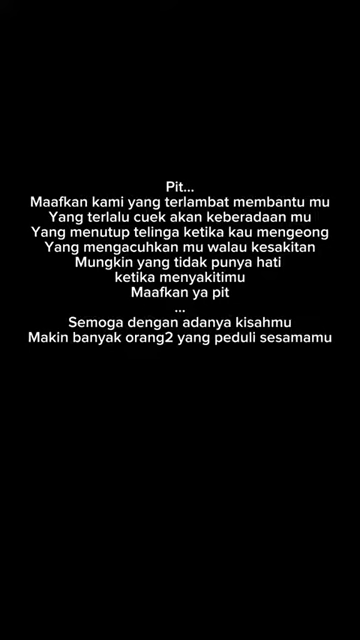 Pit...
Maafkan kami yang terlambat membantu mu
Yang terlalu cuek akan keberadaan mu
Yang menutup telinga ketika kau mengeong
Yang mengacuhkan mu walau kesakitan
Mungkin yang tidak punya hati
ketika menyakitimu
Maafkan ya pit
...
Semoga dengan adanya kisahmu
Makin banyak orang2 yang peduli sesamamu